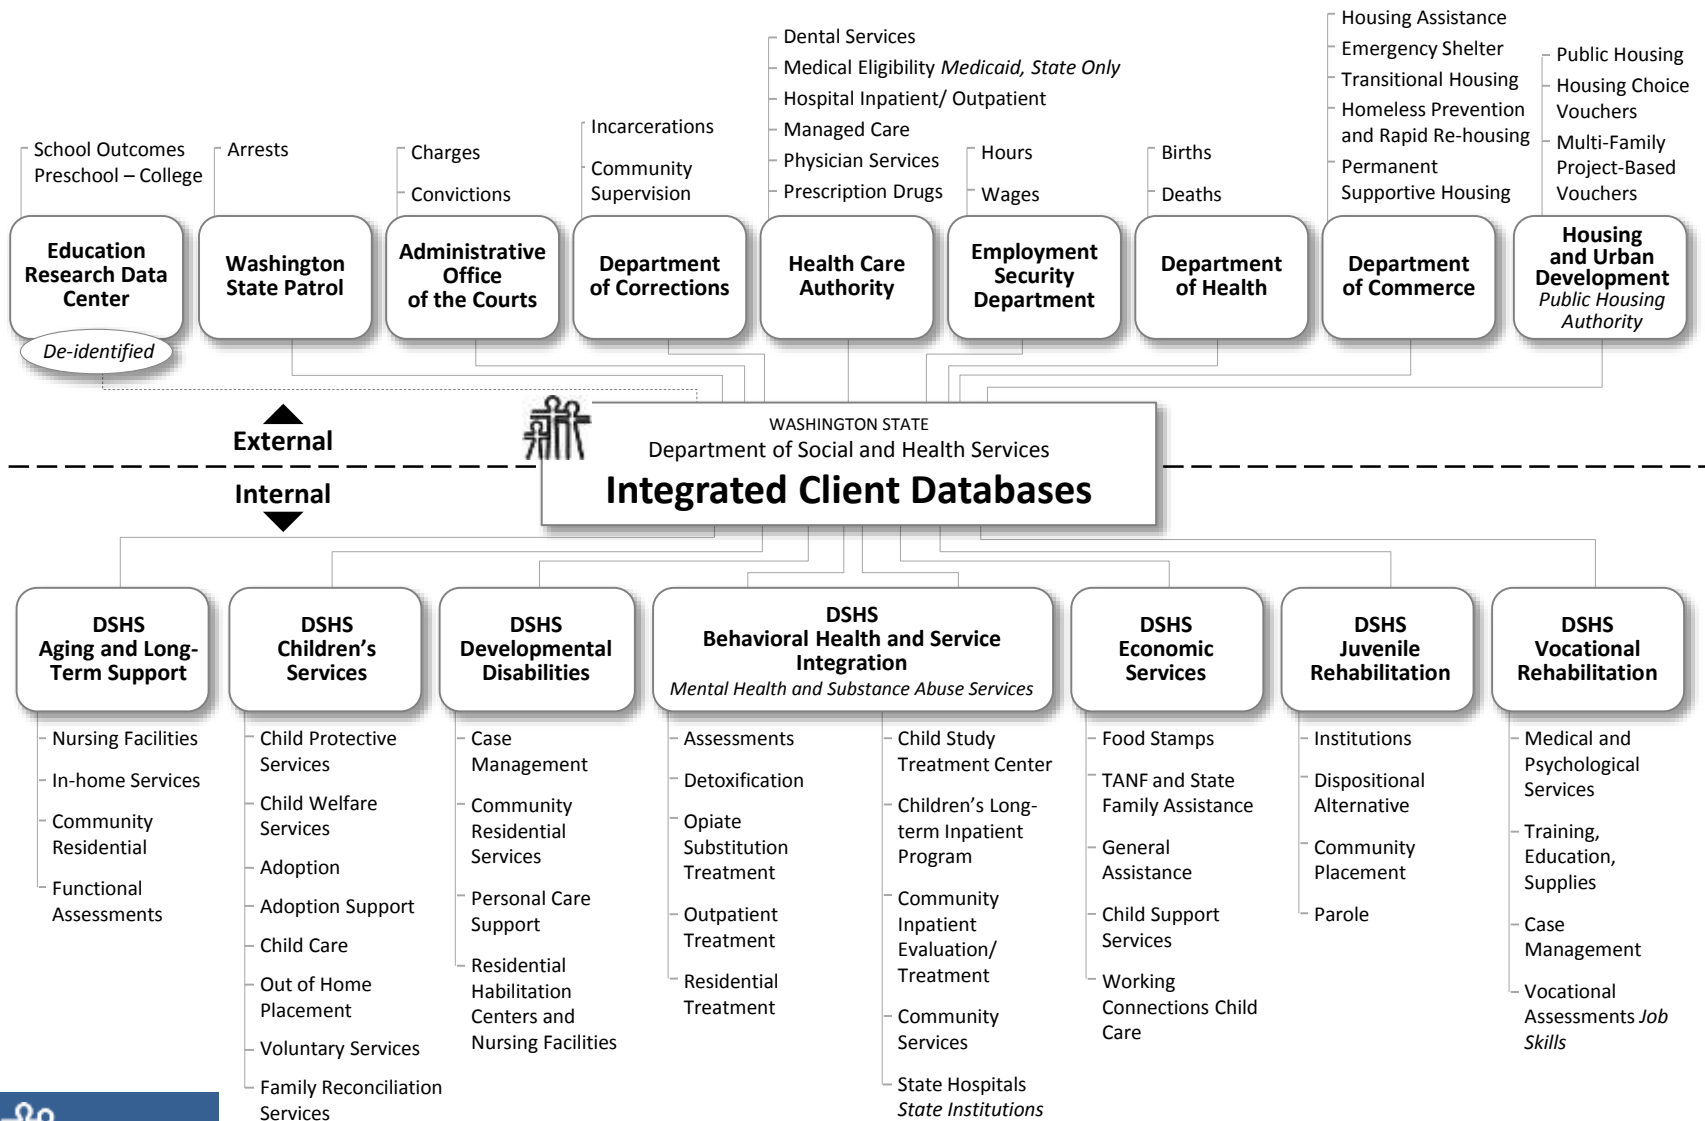 School Outcomes
Preschool – College
Arrests
Charges
Convictions
Incarcerations
Community
Supervision
Dental Services
Medical Eligibility Medicaid, State Only
Hospital Inpatient/ Outpatient
Managed Care
Physician Services
Prescription Drugs
Hours
Wages
Births
Deaths
Housing Assistance
Emergency Shelter
Transitional Housing
Homeless Prevention
and Rapid Re-housing
Permanent
Supportive Housing
Public Housing
Housing Choice
Vouchers
Multi-Family
Project-Based
Vouchers
Education
Research Data
Center
De-identified
Washington
State Patrol
Administrative
Office
of the Courts
Department
of Corrections
Health Care
Authority
Employment
Security
Department
Department
of Health
Department
of Commerce
Housing
and Urban
Development
Public Housing
Authority
External
Internal
WASHINGTON STATE
Department of Social and Health Services
Integrated Client Databases
DSHS
Aging and Long-
Term Support
Nursing Facilities
In-home Services
Community
Residential
Functional
Assessments
DSHS
Children’s
Services
Child Protective
Services
Child Welfare
Services
Adoption
Adoption Support
Child Care
Out of Home
Placement
Voluntary Services
Family Reconciliation
Services
DSHS
Developmental
Disabilities
Case
Management
Community
Residential
Services
Personal Care
Support
Residential
Habilitation
Centers and
Nursing Facilities
DSHS
Behavioral Health and Service
Integration
Mental Health and Substance Abuse Services
Assessments
Detoxification
Opiate
Substitution
Treatment
Outpatient
Treatment
Residential
Treatment
Child Study
Treatment Center
Children’s Long-
term Inpatient
Program
Community
Inpatient
Evaluation/
Treatment
Community
Services
State Hospitals
State Institutions
DSHS
Economic
Services
Food Stamps
TANF and State
Family Assistance
General
Assistance
Child Support
Services
Working
Connections Child
Care
DSHS
Juvenile
Rehabilitation
Institutions
Dispositional
Alternative
Community
Placement
Parole
DSHS
Vocational
Rehabilitation
Medical and
Psychological
Services
Training,
Education,
Supplies
Case
Management
Vocational
Assessments Job
Skills